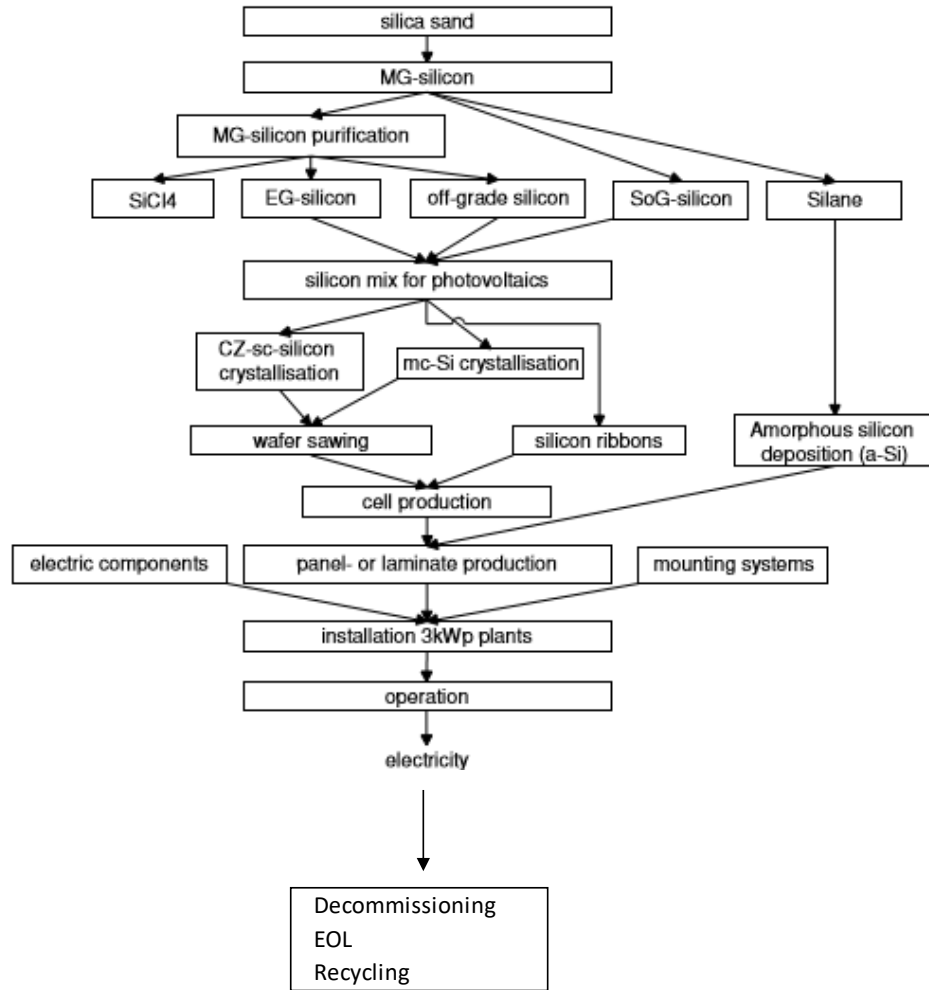 silica sand
MG-silicon
MG-silicon purification
SiCl4
EG-silicon
off-grade silicon
SoG-silicon
Silane
silicon mix for photovoltaics
CZ-sc-silicon
crystallisation
mc-Si crystallisation
wafer sawing
silicon ribbons
Amorphous silicon
deposition (a-Si)
cell production
electric components
panel- or laminate production
mounting systems
installation 3kWp plants
operation
electricity
Decommissioning
EOL
Recycling